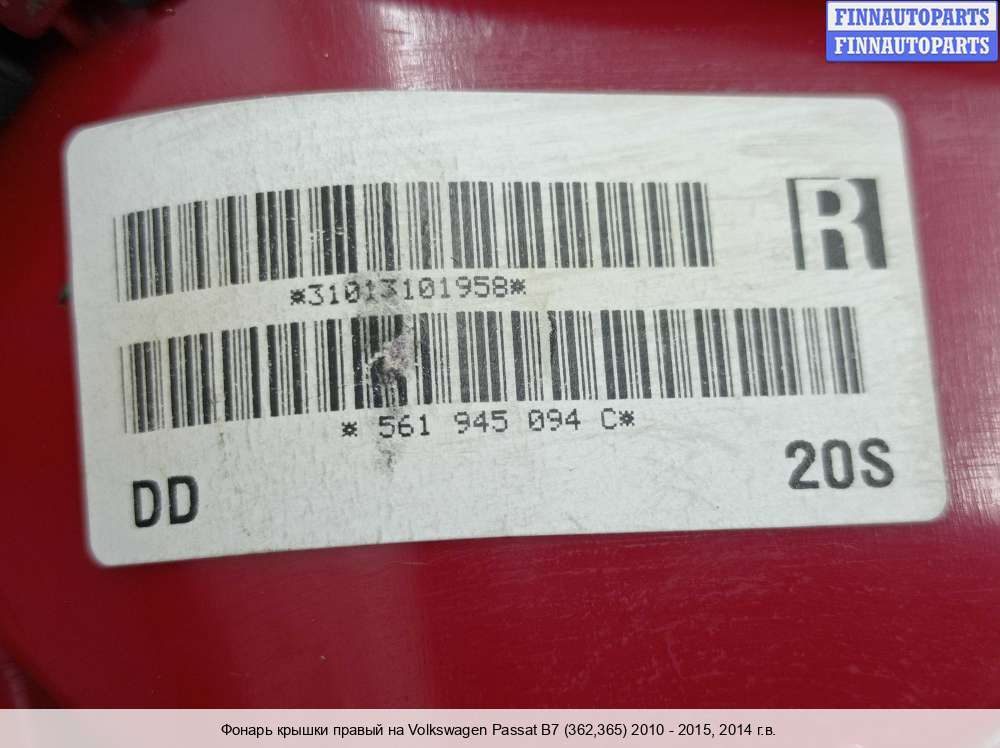 FINNAUTOPARTS
FINNAUTOPARTS
R
*31013101958*
* 561 945 094 C*
DD
20S
Фонарь крышки правый на Volkswagen Passat B7 (362,365) 2010 - 2015, 2014 г.в.